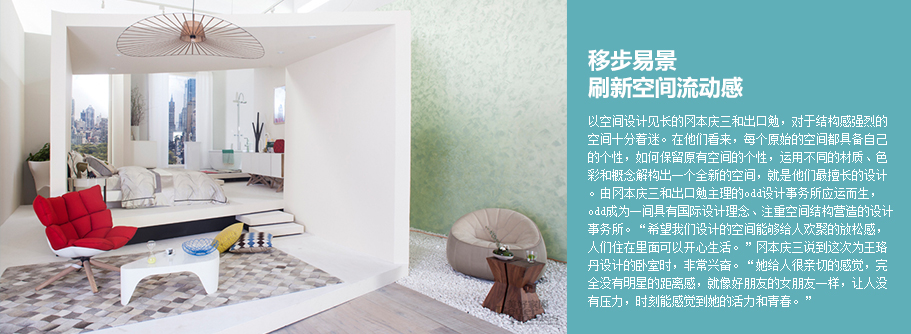 移步易景
刷新空间流动感
以空间设计见长的冈本庆三和出口勉，对于结构感强烈的
空间十分着迷。在他们看来，每个原始的空间都具备自己
的个性，如何保留原有空间的个性，运用不同的材质、色
彩和概念解构出一个全新的空间，就是他们最擅长的设计
。由冈本庆三和出口勉主理的odd设计事务所应运而生，
odd成为一间具有国际设计理念、注重空间结构营造的设计
事务所。“希望我们设计的空间能够给人欢聚的放松感，
人们住在里面可以开心生活。”冈本庆三说到这次为王珞
丹设计的卧室时，非常兴奋。“她给人很亲切的感觉，完
全没有明星的距离感，就像好朋友的女朋友一样，让人没
有压力，时刻能感觉到她的活力和青春。”